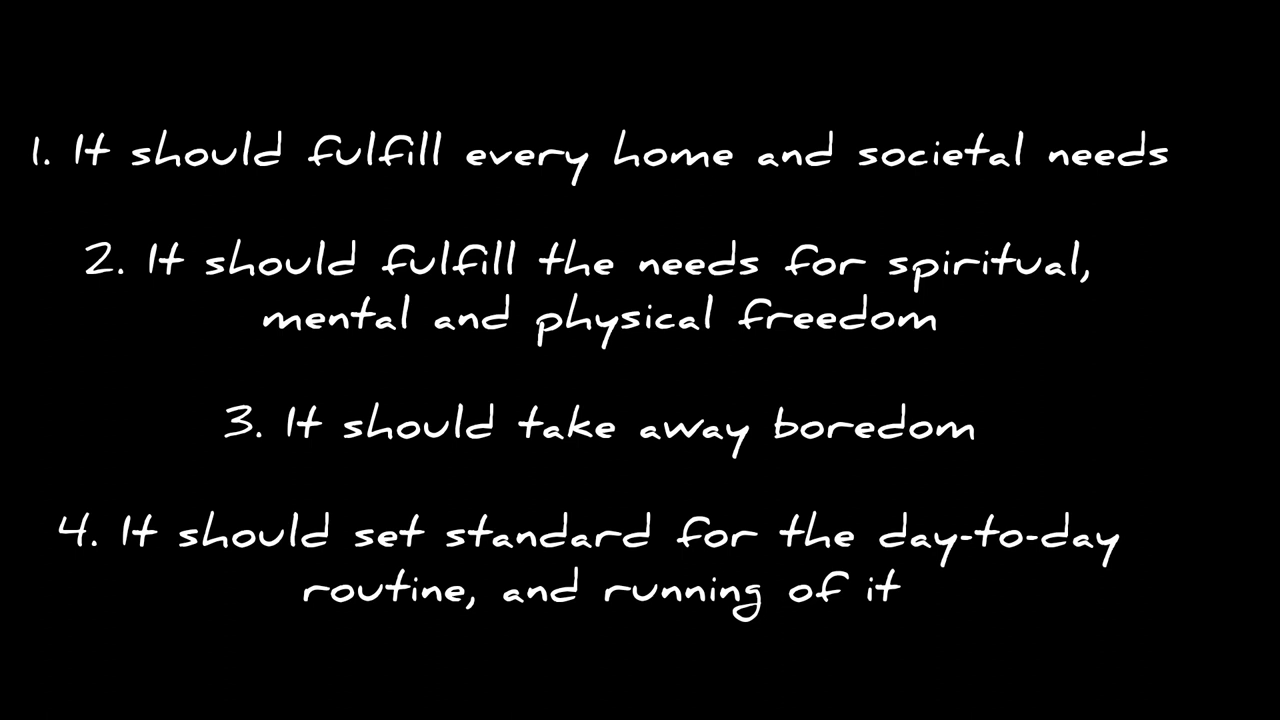 1. It should fulfill every home and societal needs
2. It should fulfill the needs for spiritual,
mental and physical freedom
3. It should take away boredom
4. It should set standard for the day-to-day
routine, and running of it